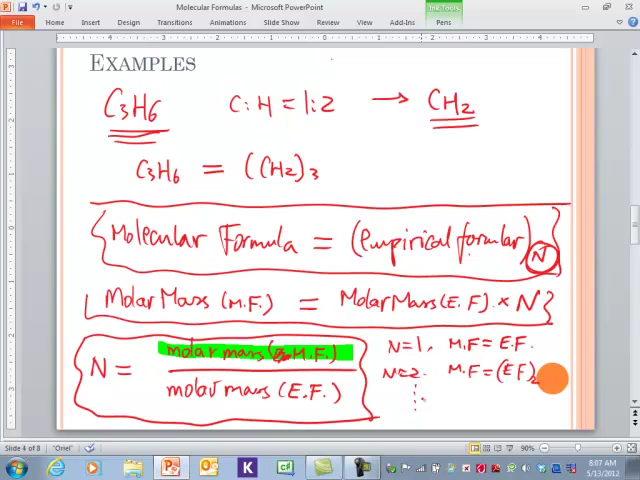 Molecular Formulas - Microsoft PowerPoint
Ink Tools
File Home Insert Design Transitions Animations Slide Show Review View Add-Ins Pens
EXAMPLES
C3H6 C:H = 1:2 → CH2
C3H6 = (CH2)3
Molecular Formula = (empirical formular)N
Molar Mass (M.F.) = Molar Mass (E.F.) × N
N = molar mass (M.F.)
molar mass (E.F.)
N=1, M.F = E.F.
N=2. M.F = (E F)2
Slide 4 of 8 "Oriel" 90%
8:07 AM
5/13/2012